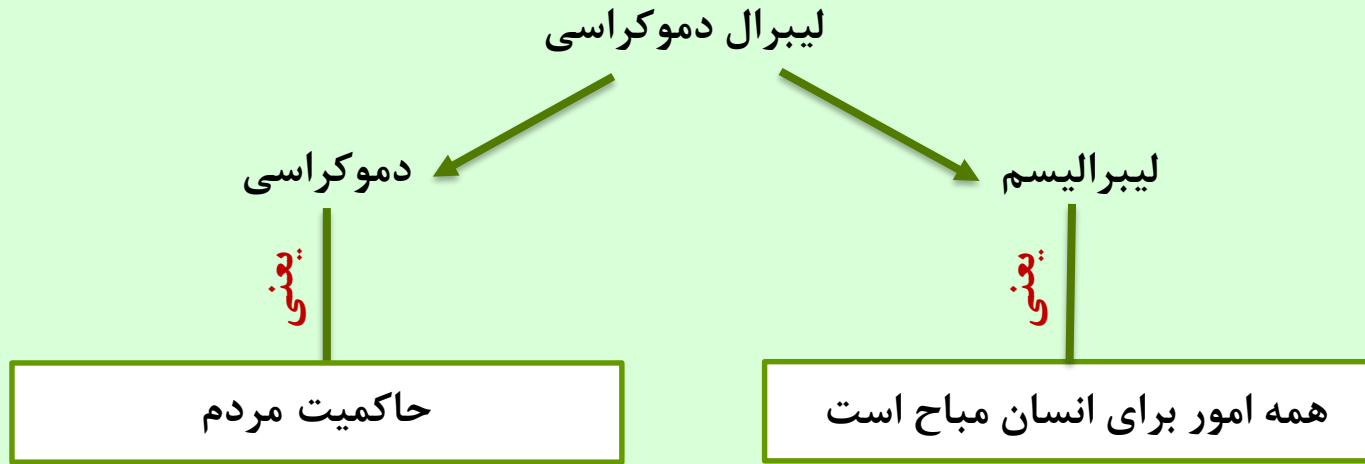 لیبرال دموکراسی
لیبرالیسم
دموکراسی
یعنی
یعنی
همه امور برای انسان مباح است
حاکمیت مردم